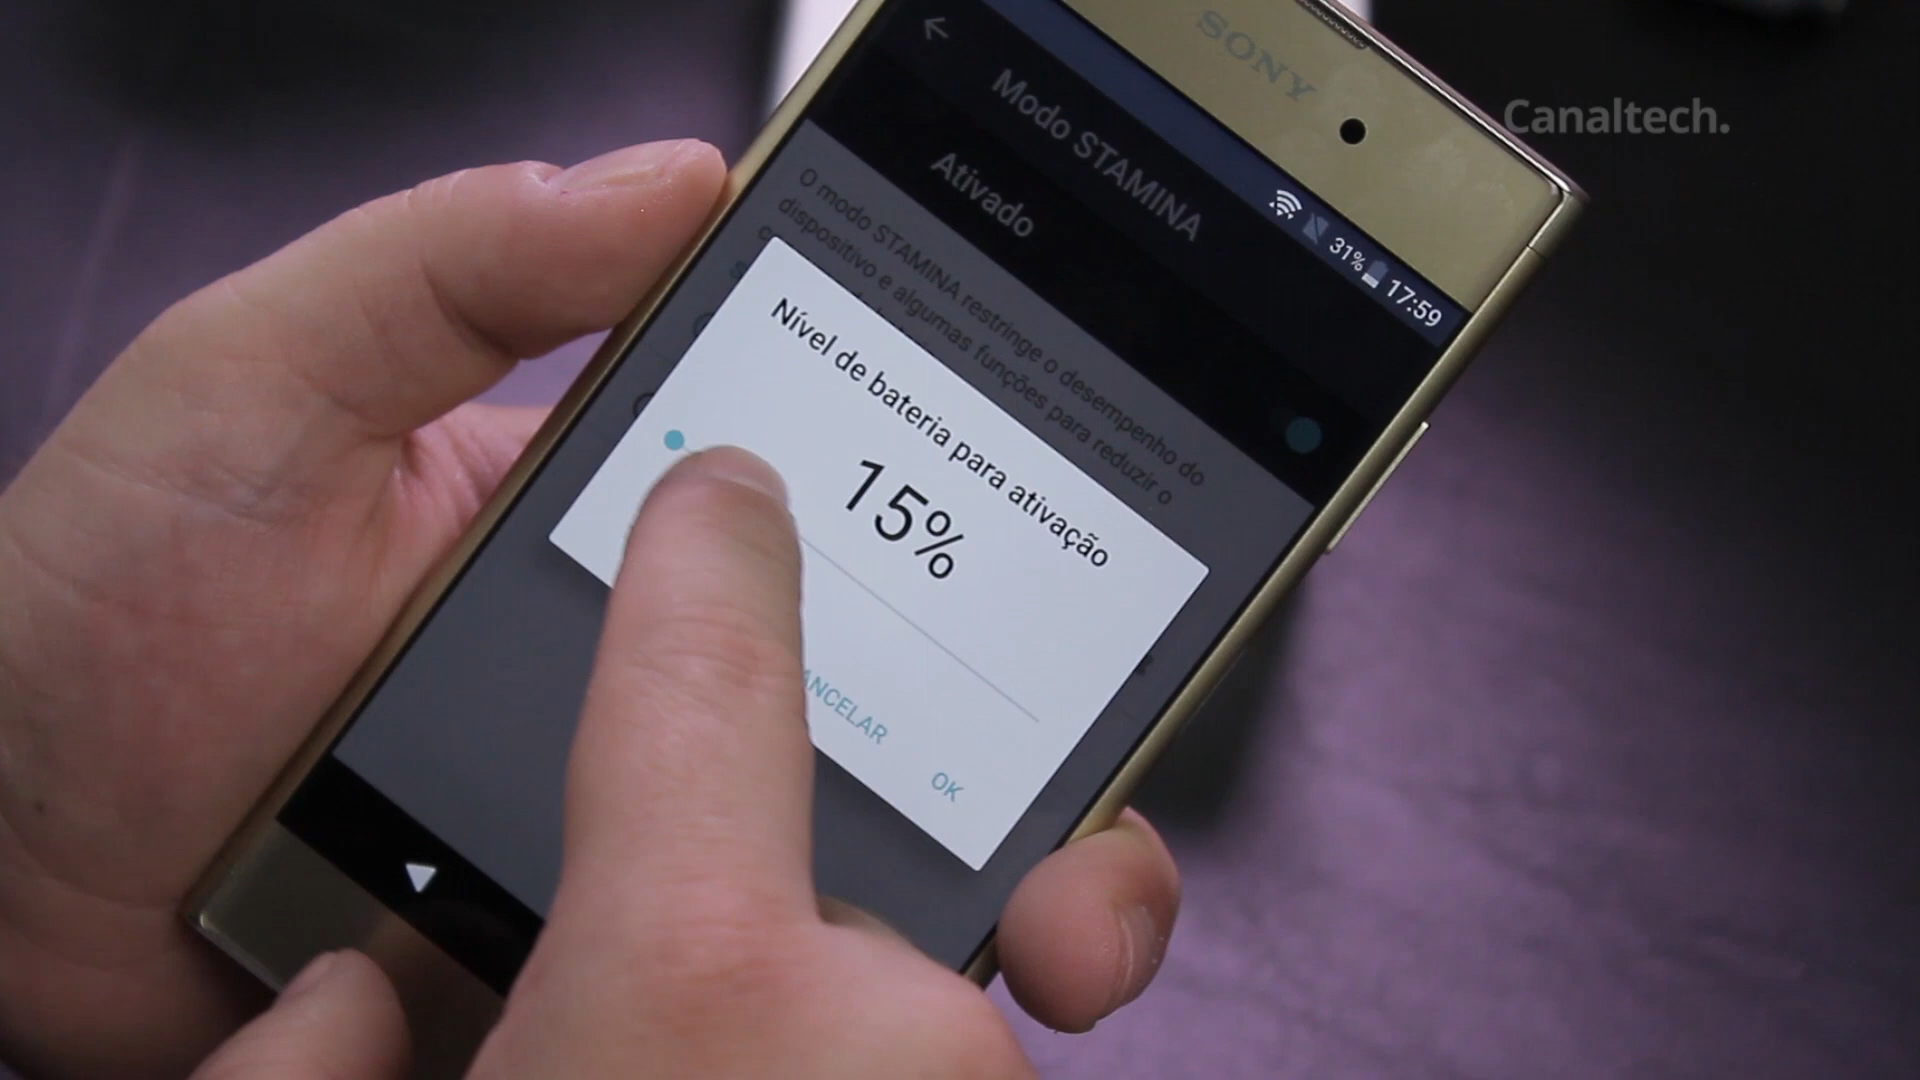 SONY
Canaltech.
31% 17:59
Modo STAMINA
Ativado
O modo STAMINA restringe o desempenho do
dispositivo e algumas funções para reduzir o
Nível de bateria para ativação
15%
ANCELAR
OK